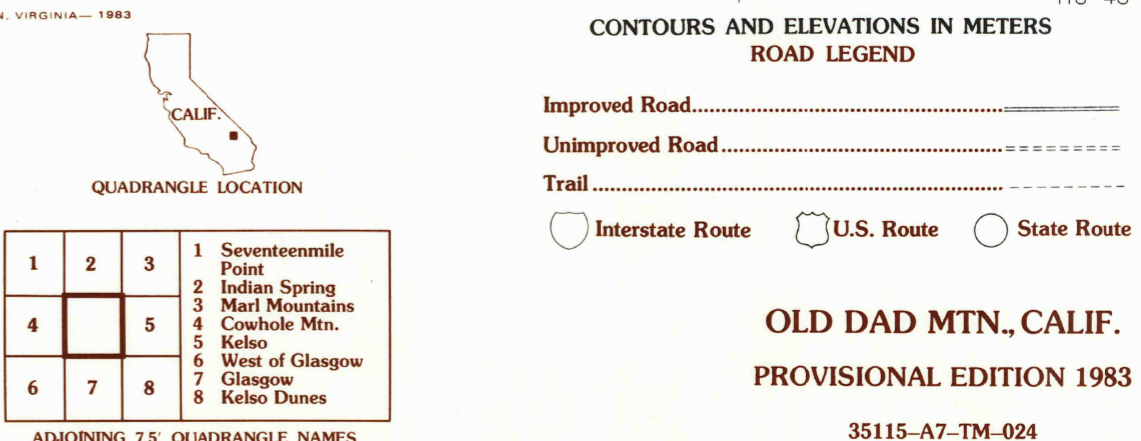 N, VIRGINIA— 1983
CALIF.
QUADRANGLE LOCATION
1 2 3
4 5
6 7 8
1 Seventeenmile
Point
2 Indian Spring
3 Marl Mountains
4 Cowhole Mtn.
5 Kelso
6 West of Glasgow
7 Glasgow
8 Kelso Dunes
ADJOINING 7.5' QUADRANGLE NAMES
CONTOURS AND ELEVATIONS IN METERS
ROAD LEGEND
Improved Road
Unimproved Road
Trail
Interstate Route U.S. Route State Route
OLD DAD MTN., CALIF.
PROVISIONAL EDITION 1983
35115–A7–TM–024